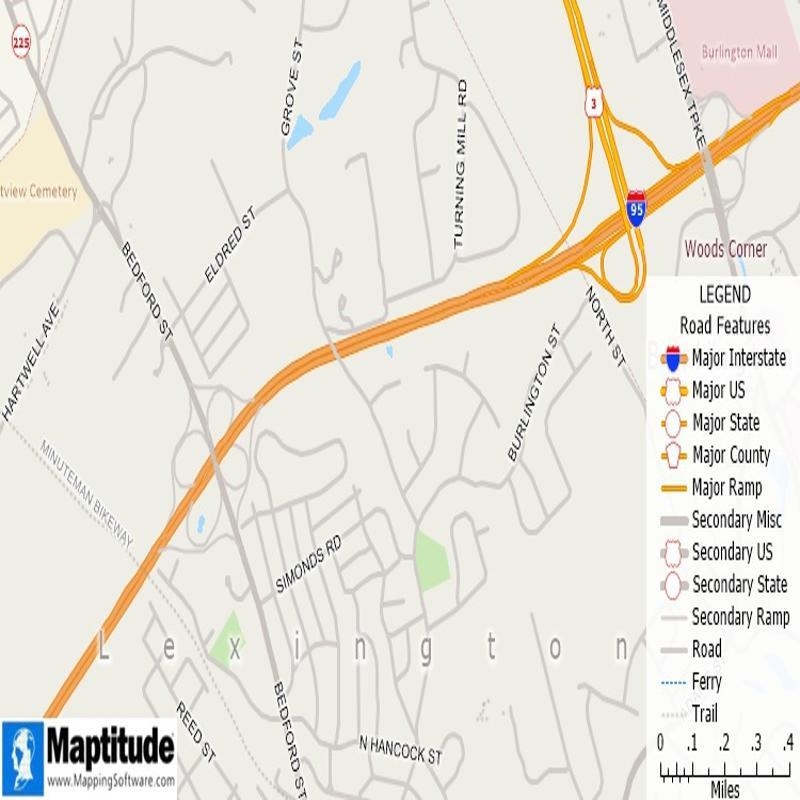 225
MIDDLESEX TPKE
Burlington Mall
GROVE ST
3
TURNING MILL RD
tview Cemetery
95
ELDRED ST
BEDFORD ST
Woods Corner
NORTH ST
HARTWELL AVE
BURLINGTON ST
MINUTEMAN BIKEWAY
SIMONDS RD
Lexington
REED ST
BEDFORD ST
N HANCOCK ST
LEGEND
Road Features
Major Interstate
Major US
Major State
Major County
Major Ramp
Secondary Misc
Secondary US
Secondary State
Secondary Ramp
Road
Ferry
Trail
0 .1 .2 .3 .4
Miles
Maptitude
www.MappingSoftware.com